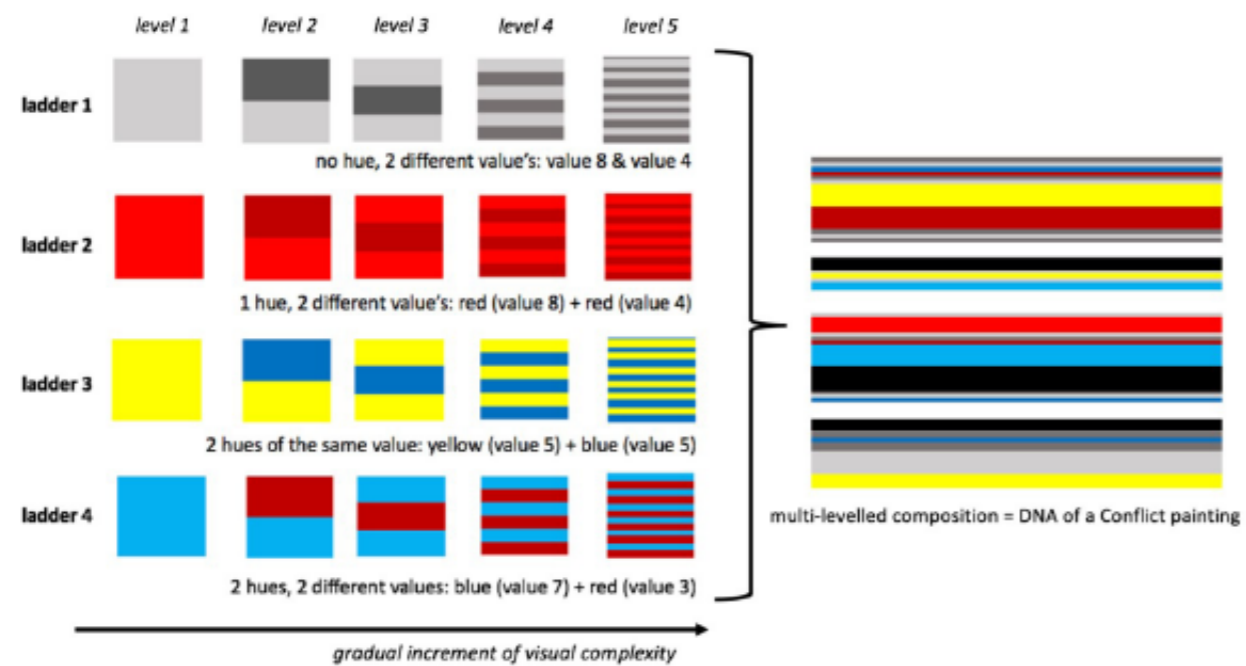 level 1 level 2 level 3 level 4 level 5
ladder 1
no hue, 2 different value's: value 8 & value 4
ladder 2
1 hue, 2 different value's: red (value 8) + red (value 4)
ladder 3
2 hues of the same value: yellow (value 5) + blue (value 5)
ladder 4
multi-levelled composition = DNA of a Conflict painting
2 hues, 2 different values: blue (value 7) + red (value 3)
gradual increment of visual complexity